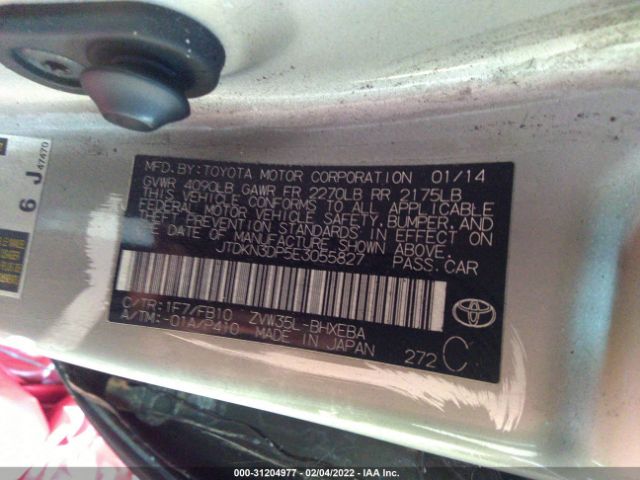 MFD.BY:TOYOTA MOTOR CORPORATION 01/14
GVWR 4090LB GAWR FR 2270LB RR 2175LB
THIS VEHICLE CONFORMS TO ALL APPLICABLE
FEDERAL MOTOR VEHICLE SAFETY, BUMPER, AND
THEFT PREVENTION STANDARDS IN EFFECT ON
THE DATE OF MANUFACTURE SHOWN ABOVE.
JTDKN3DP5E3055827 PASS.CAR
C/TR:1F7/FB10 ZVW35L-BHXEBA
A/TM:-01A/P410 MADE IN JAPAN
272 C
6 J 47470
000-31204977 - 02/04/2022 - IAA Inc.